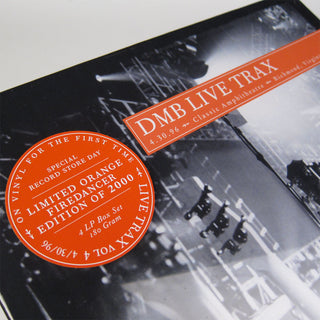 DMB LIVE TRAX
4.30.96 Classic Amphitheatre Richmond,
ON VINYL FOR THE FIRST TIME
SPECIAL
RECORD STORE DAY
LIMITED ORANGE
FIREDANCER
EDITION OF 2000
4 LP Box Set
180 Gram
LIVE TRAX VOL 4 4/30/96